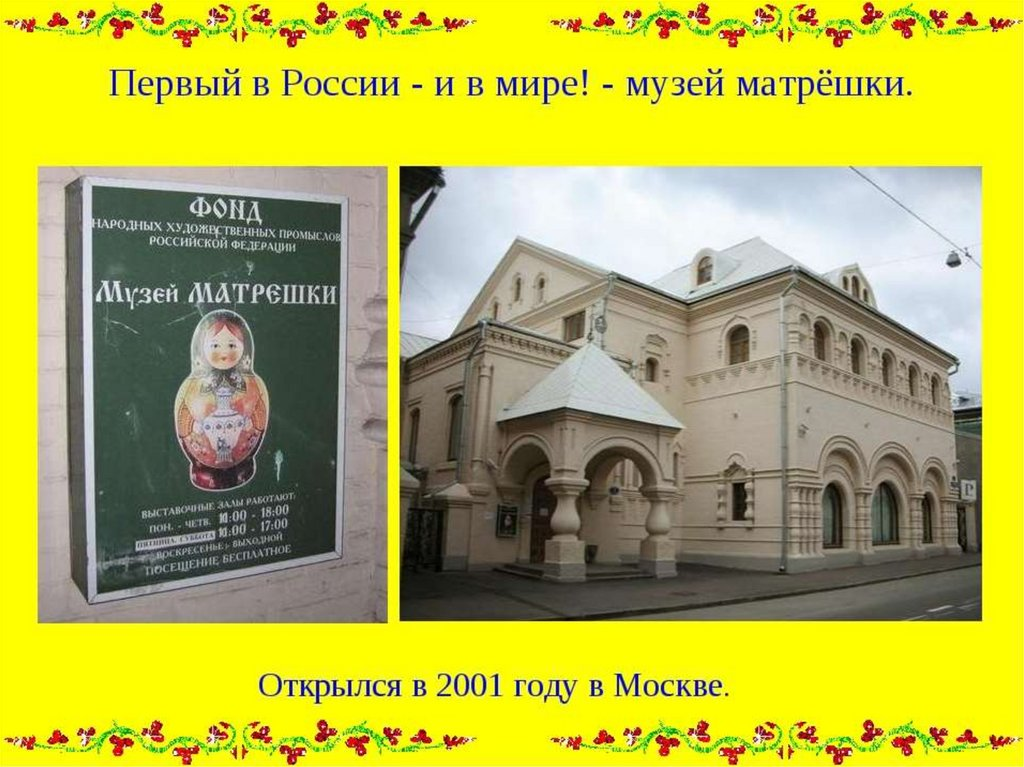 Первый в России - и в мире! - музей матрёшки.
ФОНД
НАРОДНЫХ ХУДОЖЕСТВЕННЫХ ПРОМЫСЛОВ
РОССИЙСКОЙ ФЕДЕРАЦИИ
Музей МАТРЕШКИ
ВЫСТАВОЧНЫЕ ЗАЛЫ РАБОТАЮТ:
ПОН. - ЧЕТВ. 10:00 - 18:00
ПЯТНИЦА, СУББОТА 10:00 - 17:00
ВОСКРЕСЕНЬЕ - ВЫХОДНОЙ
ПОСЕЩЕНИЕ БЕСПЛАТНОЕ
Открылся в 2001 году в Москве.